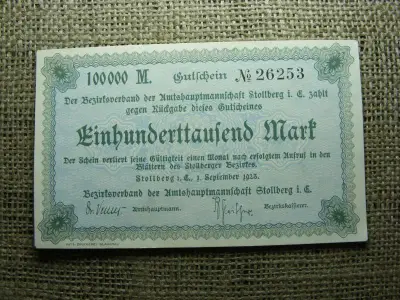 100000 M. Gutschein № 26253
Der Bezirksverband der Amtshauptmannschaft Stollberg i. E. zahlt
gegen Rückgabe dieses Gutscheines
Einhunderttausend Mark
Der Schein verliert seine Gültigkeit einen Monat nach erfolgtem Aufruf in den
Blättern des Stollberger Bezirks.
Stollberg i. E., 1. September 1923.
Bezirksverband der Amtshauptmannschaft Stollberg i. E.
Amtshauptmann. Bezirkskassierer.